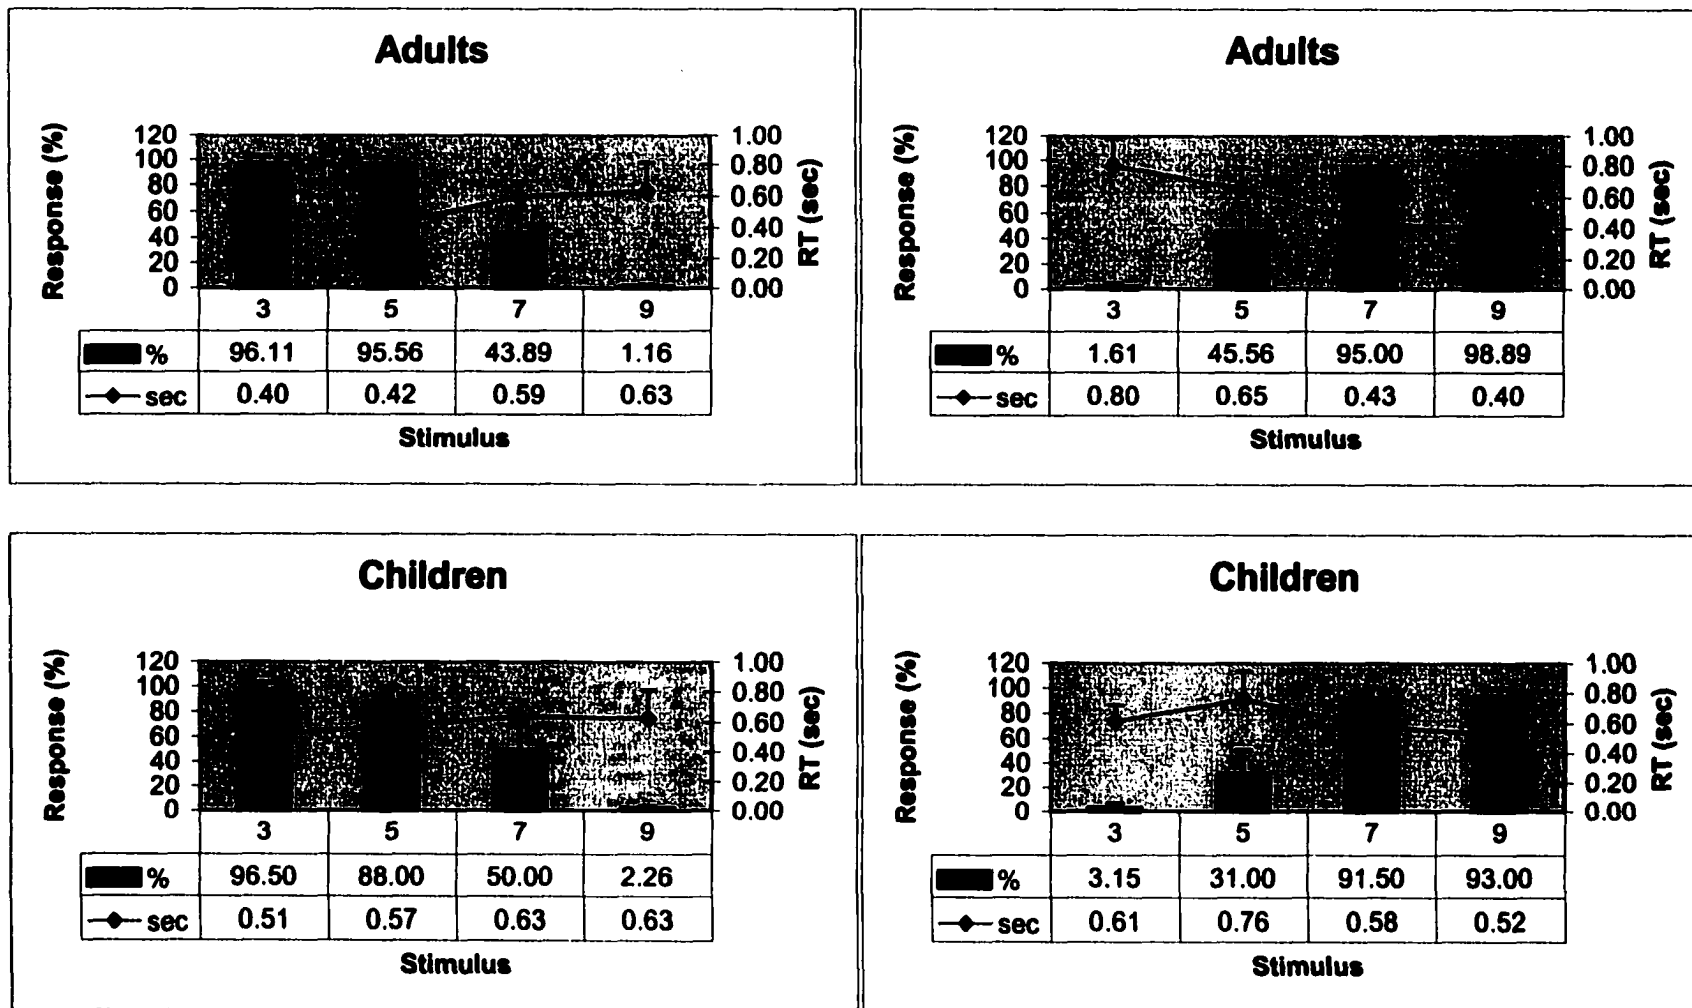 Adults
Response (%)
120
100
80
60
40
20
0
1.00
0.80
0.60
0.40
0.20
0.00
RT (sec)
3 5 7 9
% 96.11 95.56 43.89 1.16
sec 0.40 0.42 0.59 0.63
Stimulus
Adults
Response (%)
120
100
80
60
40
20
0
1.00
0.80
0.60
0.40
0.20
0.00
RT (sec)
3 5 7 9
% 1.61 45.56 95.00 98.89
sec 0.80 0.65 0.43 0.40
Stimulus
Children
Response (%)
120
100
80
60
40
20
0
1.00
0.80
0.60
0.40
0.20
0.00
RT (sec)
3 5 7 9
% 96.50 88.00 50.00 2.26
sec 0.51 0.57 0.63 0.63
Stimulus
Children
Response (%)
120
100
80
60
40
20
0
1.00
0.80
0.60
0.40
0.20
0.00
RT (sec)
3 5 7 9
% 3.15 31.00 91.50 93.00
sec 0.61 0.76 0.58 0.52
Stimulus